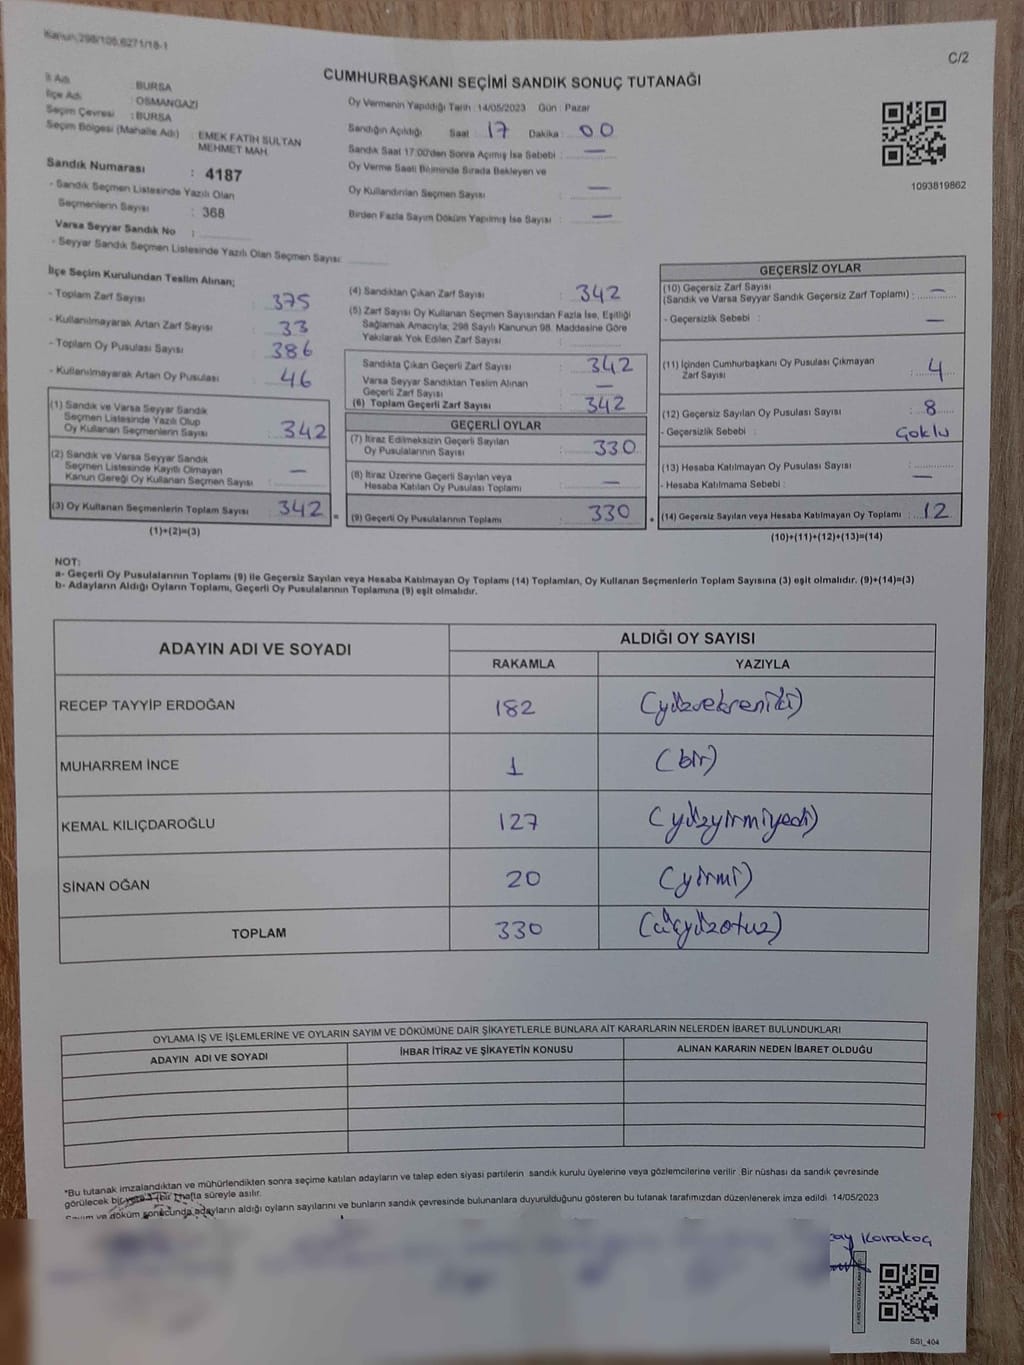 Kanun,298/105,6271/18-1
C/2
CUMHURBAŞKANI SEÇİMİ SANDIK SONUÇ TUTANAĞI
İl Adı : BURSA
İlçe Adı : OSMANGAZİ
Seçim Çevresi : BURSA
Seçim Bölgesi (Mahalle Adı) : EMEK FATİH SULTAN
MEHMET MAH.
Sandık Numarası : 4187
- Sandık Seçmen Listesinde Yazılı Olan
Seçmenlerin Sayısı : 368
Varsa Seyyar Sandık No :
- Seyyar Sandık Seçmen Listesinde Yazılı Olan Seçmen Sayısı:
Oy Vermenin Yapıldığı Tarih : 14/05/2023 Gün : Pazar
Sandığın Açıldığı Saat : 17 Dakika : 00
Sandık Saat 17:00'den Sonra Açılmış İse Sebebi : —
Oy Verme Saati Bitiminde Sırada Bekleyen ve
Oy Kullandırılan Seçmen Sayısı : —
Birden Fazla Sayım Döküm Yapılmış İse Sayısı : —
1093819862
İlçe Seçim Kurulundan Teslim Alınan;
- Toplam Zarf Sayısı : 375
- Kullanılmayarak Artan Zarf Sayısı : 33
- Toplam Oy Pusulası Sayısı : 386
- Kullanılmayarak Artan Oy Pusulası : 46
(1) Sandık ve Varsa Seyyar Sandık
Seçmen Listesinde Yazılı Olup
Oy Kullanan Seçmenlerin Sayısı : 342
(2) Sandık ve Varsa Seyyar Sandık
Seçmen Listesinde Kayıtlı Olmayan
Kanun Gereği Oy Kullanan Seçmen Sayısı : —
(3) Oy Kullanan Seçmenlerin Toplam Sayısı : 342 =
(1)+(2)=(3)
(4) Sandıktan Çıkan Zarf Sayısı : 342
(5) Zarf Sayısı Oy Kullanan Seçmen Sayısından Fazla İse, Eşitliği
Sağlamak Amacıyla, 298 Sayılı Kanunun 98. Maddesine Göre
Yakılarak Yok Edilen Zarf Sayısı :
Sandıkta Çıkan Geçerli Zarf Sayısı : 342
Varsa Seyyar Sandıktan Teslim Alınan
Geçerli Zarf Sayısı : —
(6) Toplam Geçerli Zarf Sayısı : 342
GEÇERLİ OYLAR
(7) İtiraz Edilmeksizin Geçerli Sayılan
Oy Pusulalarının Sayısı : 330
(8) İtiraz Üzerine Geçerli Sayılan veya
Hesaba Katılan Oy Pusulası Toplamı : —
(9) Geçerli Oy Pusulalarının Toplamı : 330 +
GEÇERSİZ OYLAR
(10) Geçersiz Zarf Sayısı
(Sandık ve Varsa Seyyar Sandık Geçersiz Zarf Toplamı) : —
- Geçersizlik Sebebi : —
(11) İçinden Cumhurbaşkanı Oy Pusulası Çıkmayan
Zarf Sayısı : 4
(12) Geçersiz Sayılan Oy Pusulası Sayısı : 8
- Geçersizlik Sebebi : Çoklu
(13) Hesaba Katılmayan Oy Pusulası Sayısı :
- Hesaba Katılmama Sebebi : —
(14) Geçersiz Sayılan veya Hesaba Katılmayan Oy Toplamı : 12
(10)+(11)+(12)+(13)=(14)
NOT:
a- Geçerli Oy Pusulalarının Toplamı (9) ile Geçersiz Sayılan veya Hesaba Katılmayan Oy Toplamı (14) Toplamları, Oy Kullanan Seçmenlerin Toplam Sayısına (3) eşit olmalıdır. (9)+(14)=(3)
b- Adayların Aldığı Oyların Toplamı, Geçerli Oy Pusulalarının Toplamına (9) eşit olmalıdır.
ADAYIN ADI VE SOYADI ALDIĞI OY SAYISI
RAKAMLA YAZIYLA
RECEP TAYYİP ERDOĞAN 182 (yüzsekseniki)
MUHARREM İNCE 1 (bir)
KEMAL KILIÇDAROĞLU 127 (yüzyirmiyedi)
SİNAN OĞAN 20 (yirmi)
TOPLAM 330 (üçyüzotuz)
OYLAMA İŞ VE İŞLEMLERİNE VE OYLARIN SAYIM VE DÖKÜMÜNE DAİR ŞİKAYETLERLE BUNLARA AİT KARARLARIN NELERDEN İBARET BULUNDUKLARI
ADAYIN ADI VE SOYADI İHBAR İTİRAZ VE ŞİKAYETİN KONUSU ALINAN KARARIN NEDEN İBARET OLDUĞU
*Bu tutanak imzalandıktan ve mühürlendikten sonra seçime katılan adayların ve talep eden siyasi partilerin sandık kurulu üyelerine veya gözlemcilerine verilir. Bir nüshası da sandık çevresinde
görülecek bir yere 1 (bir) hafta süreyle asılır.
Sayım ve döküm sonucunda adayların aldığı oyların sayılarını ve bunların sandık çevresinde bulunanlara duyurulduğunu gösteren bu tutanak tarafımızdan düzenlenerek imza edildi. 14/05/2023
Karakoç
SS1_404